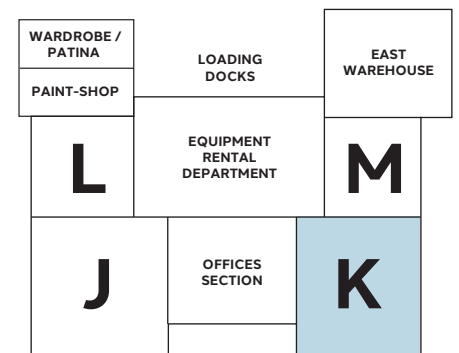 WARDROBE /
PATINA
PAINT-SHOP
LOADING
DOCKS
EAST
WAREHOUSE
L
EQUIPMENT
RENTAL
DEPARTMENT
M
J
OFFICES
SECTION
K